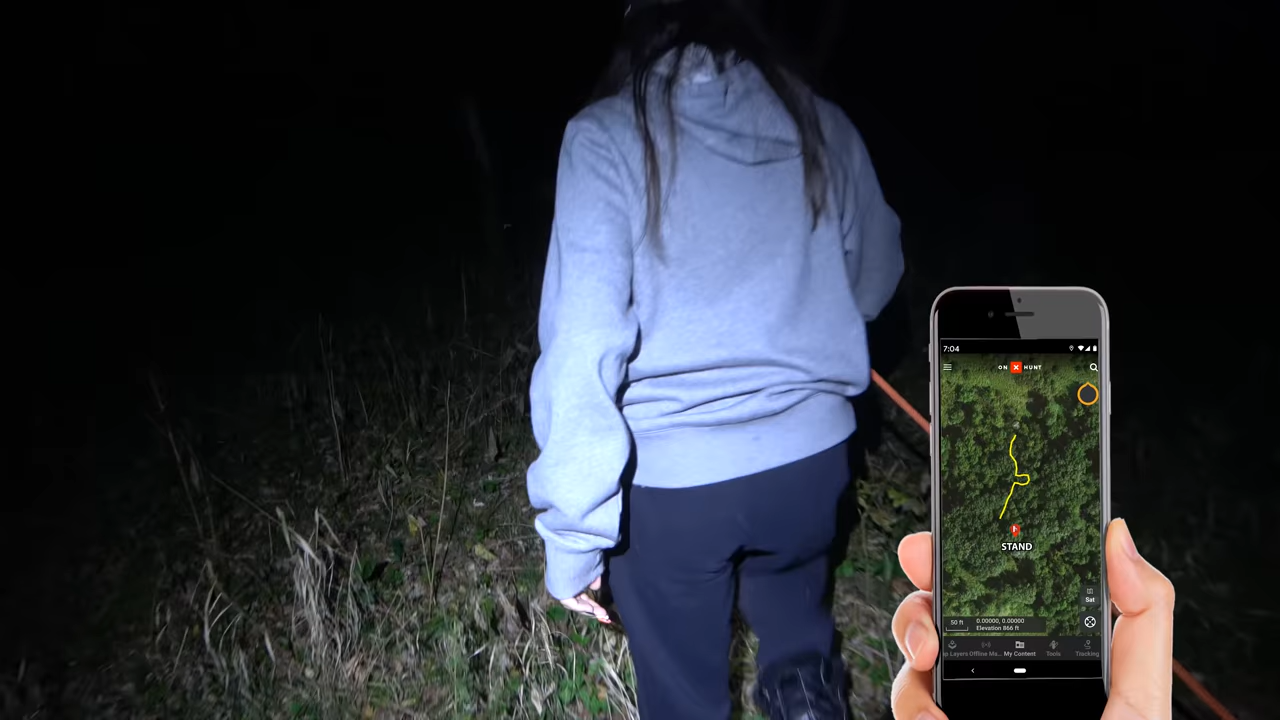 7:04
ON X HUNT
STAND
Sat
50 ft
0.00000, 0.00000
Elevation 866 ft
Layers Offline Ma... My Content Tools Tracking